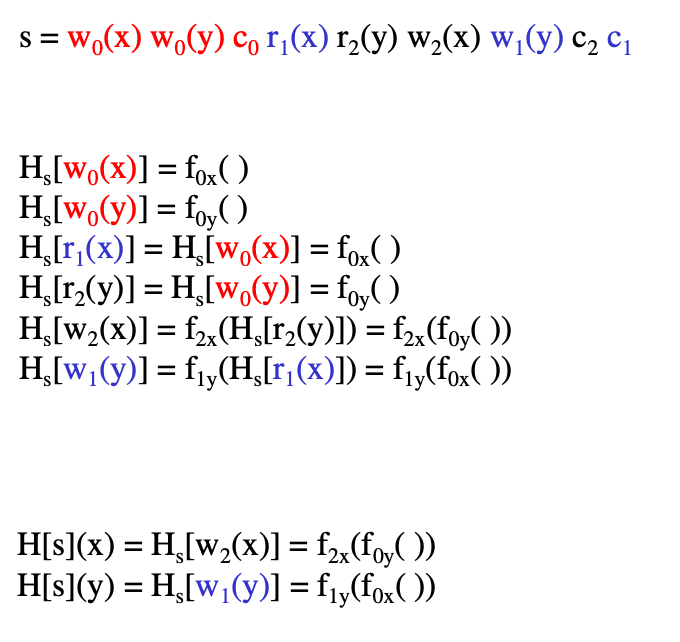 s = w₀(x) w₀(y) c₀ r₁(x) r₂(y) w₂(x) w₁(y) c₂ c₁
Hₛ[w₀(x)] = f₀ₓ( )
Hₛ[w₀(y)] = f₀y( )
Hₛ[r₁(x)] = Hₛ[w₀(x)] = f₀ₓ( )
Hₛ[r₂(y)] = Hₛ[w₀(y)] = f₀y( )
Hₛ[w₂(x)] = f₂ₓ(Hₛ[r₂(y)]) = f₂ₓ(f₀y( ))
Hₛ[w₁(y)] = f₁y(Hₛ[r₁(x)]) = f₁y(f₀ₓ( ))
H[s](x) = Hₛ[w₂(x)] = f₂ₓ(f₀y( ))
H[s](y) = Hₛ[w₁(y)] = f₁y(f₀ₓ( ))